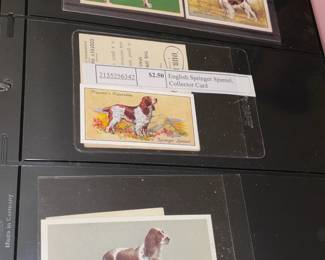 2135256342
$2.50
English Springer Spaniel,
Collector Card
Player's Cigarettes
Springer Spaniel
Made in Germany